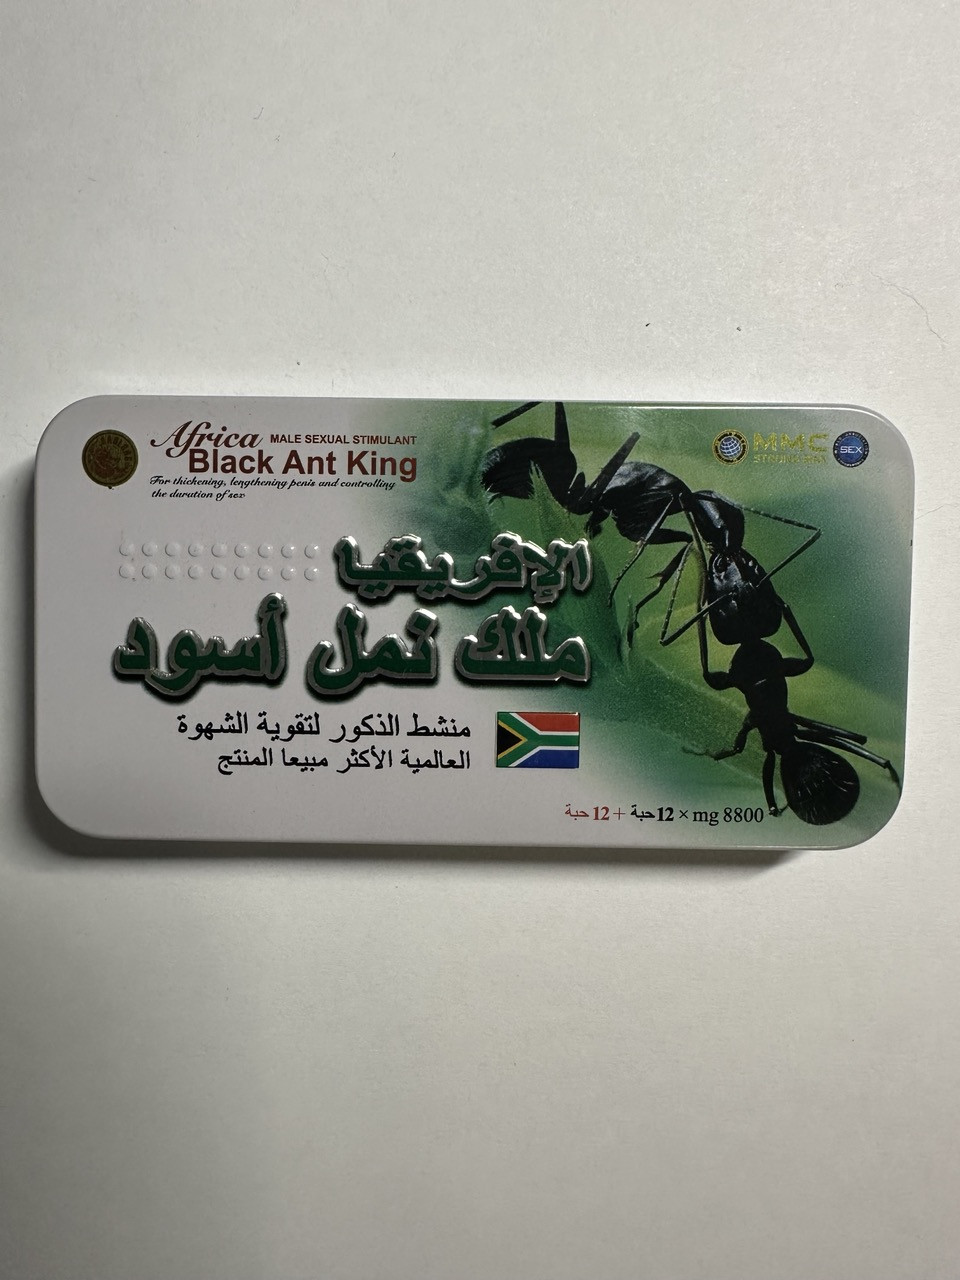 Africa MALE SEXUAL STIMULANT
Black Ant King
For thickening, lengthening penis and controlling
the duration of sex
MMC
SEX
الإفريقيا
ملك نمل أسود
منشط الذكور لتقوية الشهوة
العالمية الأكثر مبيعا المنتج
8800 mg × 12حبة + 12 حبة